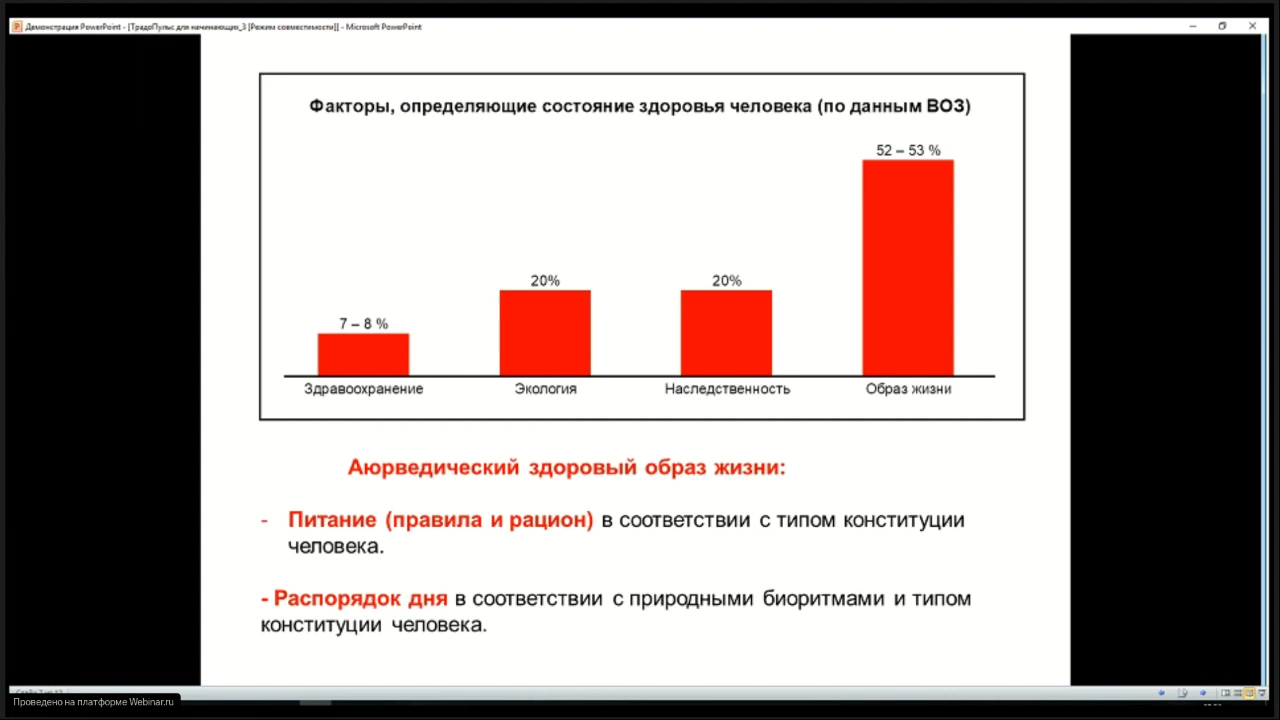 Демонстрация PowerPoint - [ТрадоПульс для начинающих_3 [Режим совместимости]] - Microsoft PowerPoint
Факторы, определяющие состояние здоровья человека (по данным ВОЗ)
52 – 53 %
20%
20%
7 – 8 %
Здравоохранение
Экология
Наследственность
Образ жизни
Аюрведический здоровый образ жизни:
- Питание (правила и рацион) в соответствии с типом конституции
человека.
- Распорядок дня в соответствии с природными биоритмами и типом
конституции человека.
Проведено на платформе Webinar.ru